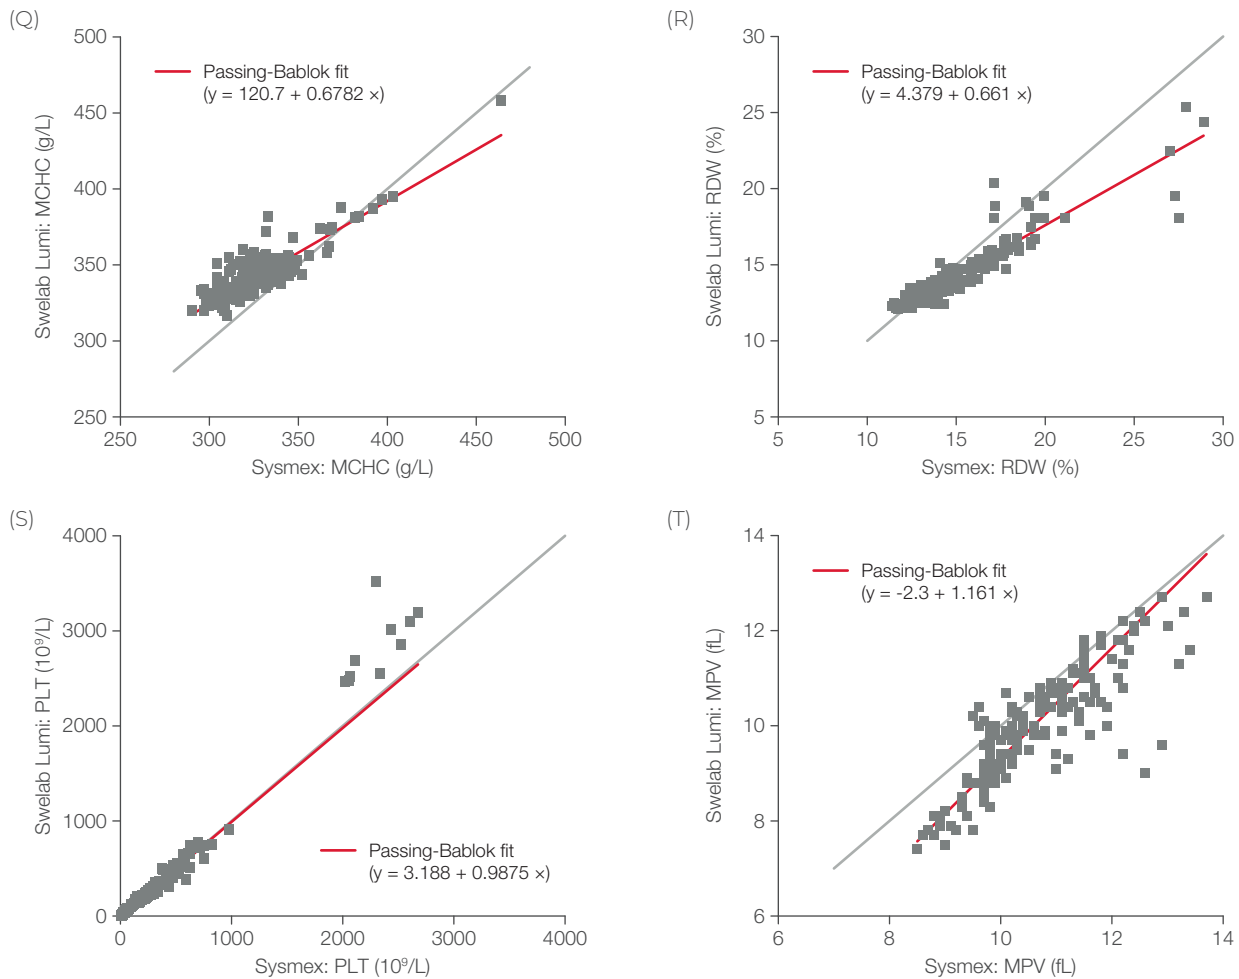 (Q)
500
450
400
350
300
250
250
300
350
400
450
500
Swelab Lumi: MCHC (g/L)
Sysmex: MCHC (g/L)
Passing-Bablok fit
(y = 120.7 + 0.6782 ×)
(R)
30
25
20
15
10
5
5
10
15
20
25
30
Swelab Lumi: RDW (%)
Sysmex: RDW (%)
Passing-Bablok fit
(y = 4.379 + 0.661 ×)
(S)
4000
3000
2000
1000
0
0
1000
2000
3000
4000
Swelab Lumi: PLT (10⁹/L)
Sysmex: PLT (10⁹/L)
Passing-Bablok fit
(y = 3.188 + 0.9875 ×)
(T)
14
12
10
8
6
6
8
10
12
14
Swelab Lumi: MPV (fL)
Sysmex: MPV (fL)
Passing-Bablok fit
(y = -2.3 + 1.161 ×)